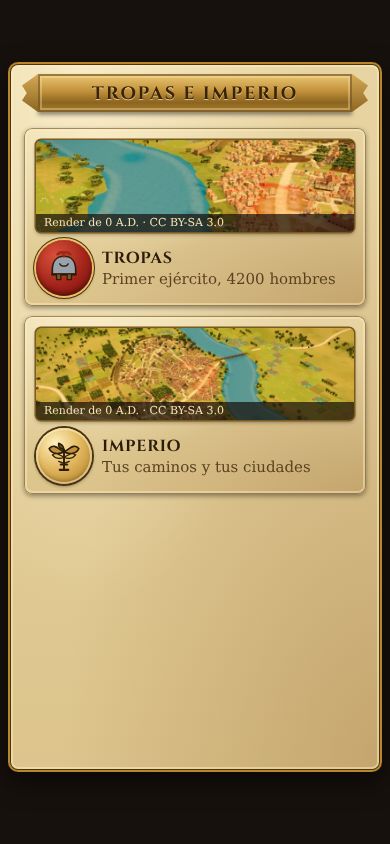 TROPAS E IMPERIO
Render de 0 A.D. · CC BY-SA 3.0
TROPAS
Primer ejército, 4200 hombres
Render de 0 A.D. · CC BY-SA 3.0
IMPERIO
Tus caminos y tus ciudades